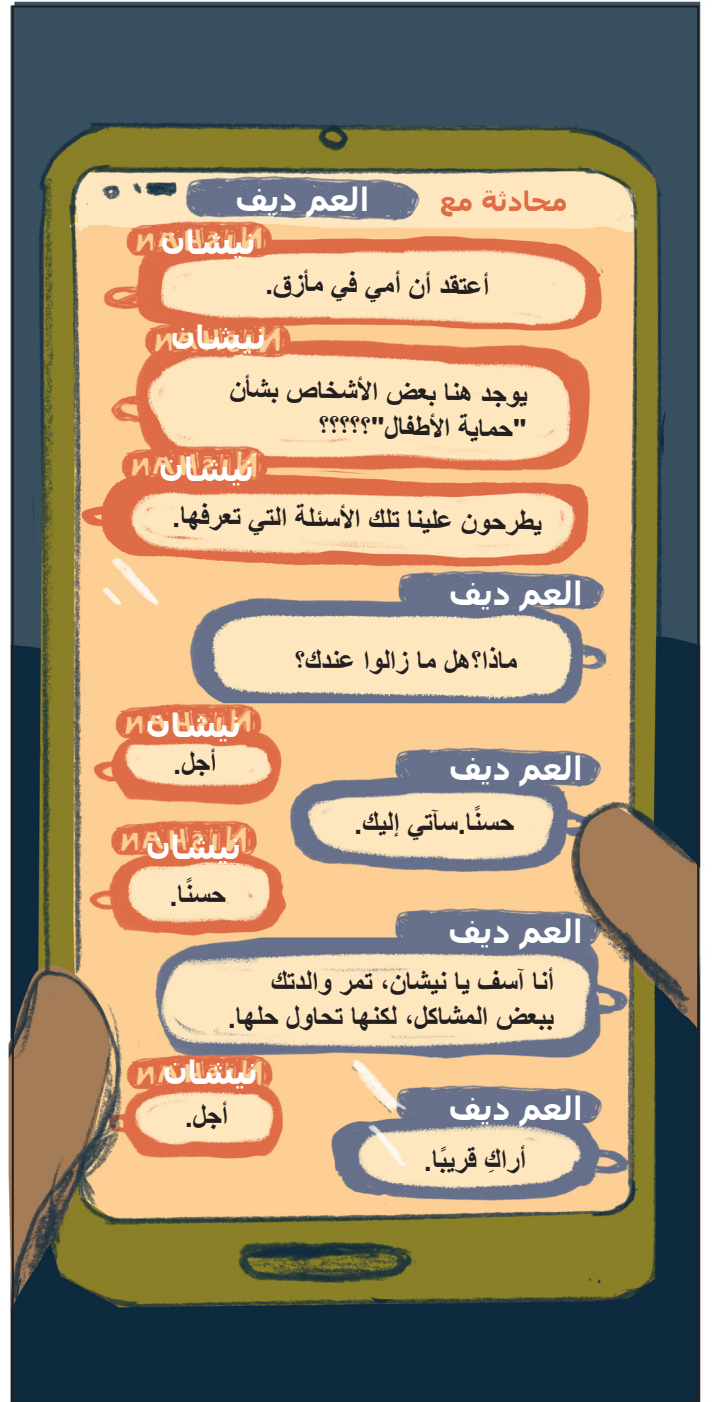 محادثة مع العم ديف
نيشان
أعتقد أن أمي في مأزق.
نيشان
يوجد هنا بعض الأشخاص بشأن
"حماية الأطفال"؟؟؟؟؟
نيشان
يطرحون علينا تلك الأسئلة التي تعرفها.
العم ديف
ماذا؟هل ما زالوا عندك؟
نيشان
أجل.
العم ديف
حسنًا.سآتي إليك.
نيشان
حسنًا.
العم ديف
أنا آسف يا نيشان، تمر والدتك
ببعض المشاكل، لكنها تحاول حلها.
نيشان
أجل.
العم ديف
أراكِ قريبًا.